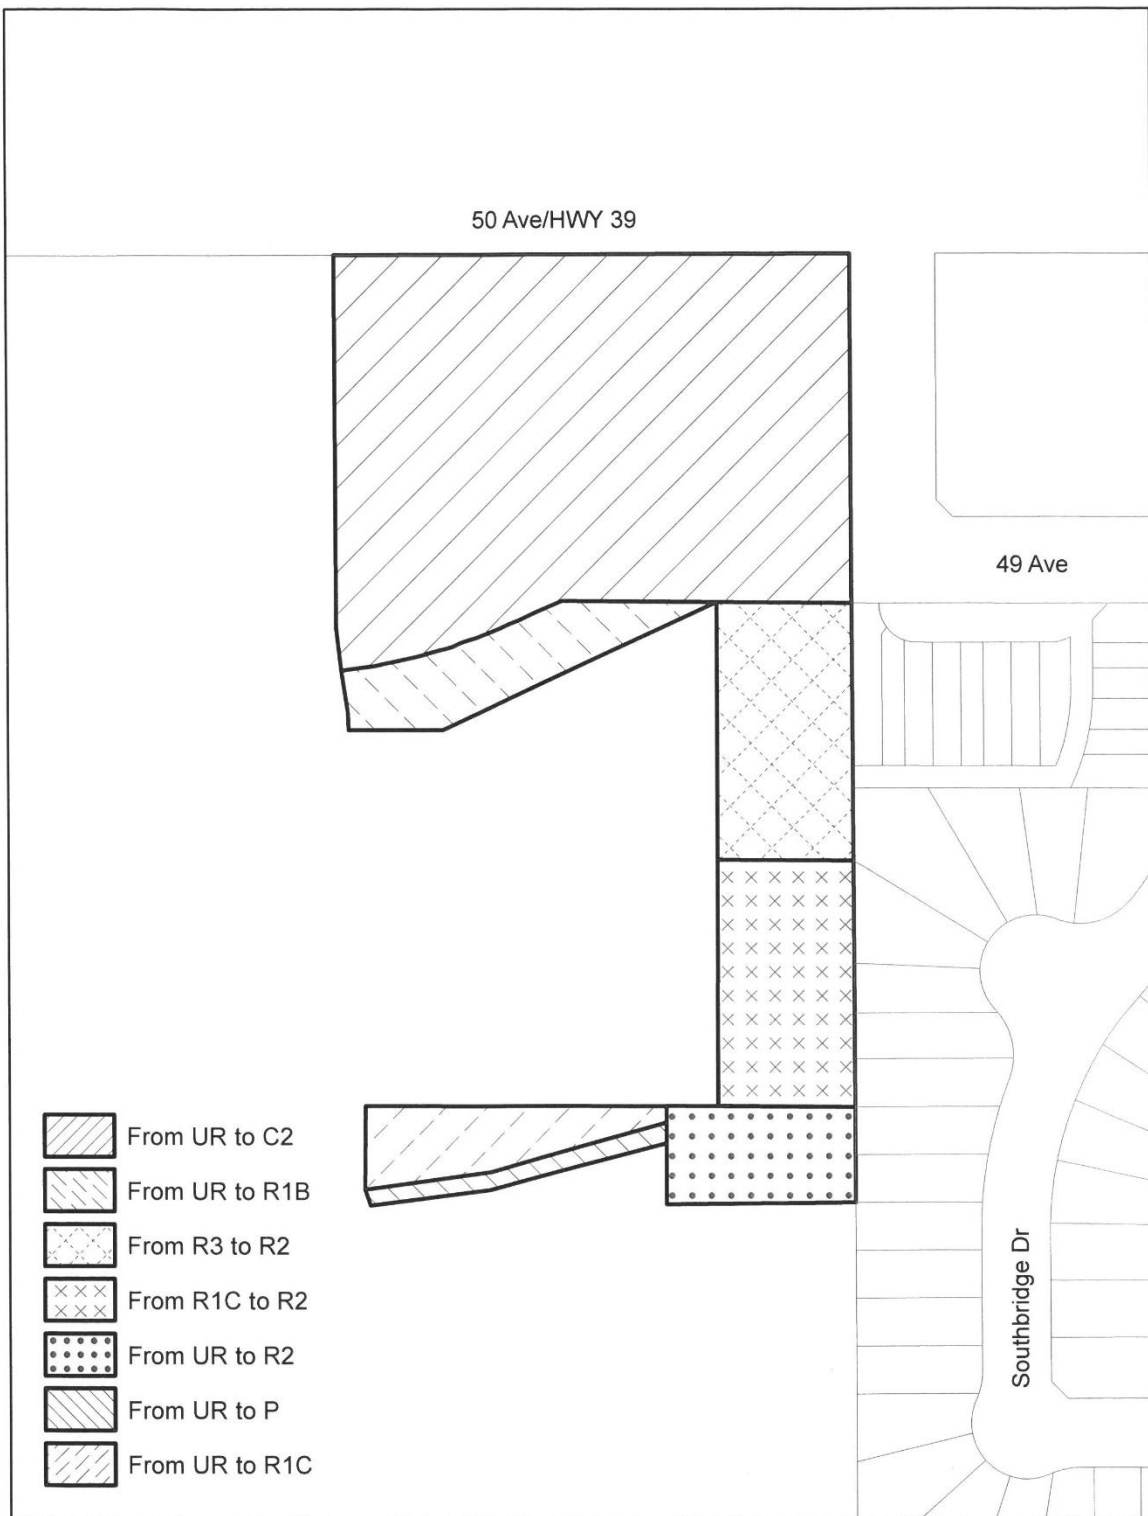 50 Ave/HWY 39
49 Ave
From UR to C2
From UR to R1B
From R3 to R2
From R1C to R2
From UR to R2
From UR to P
From UR to R1C
Southbridge Dr